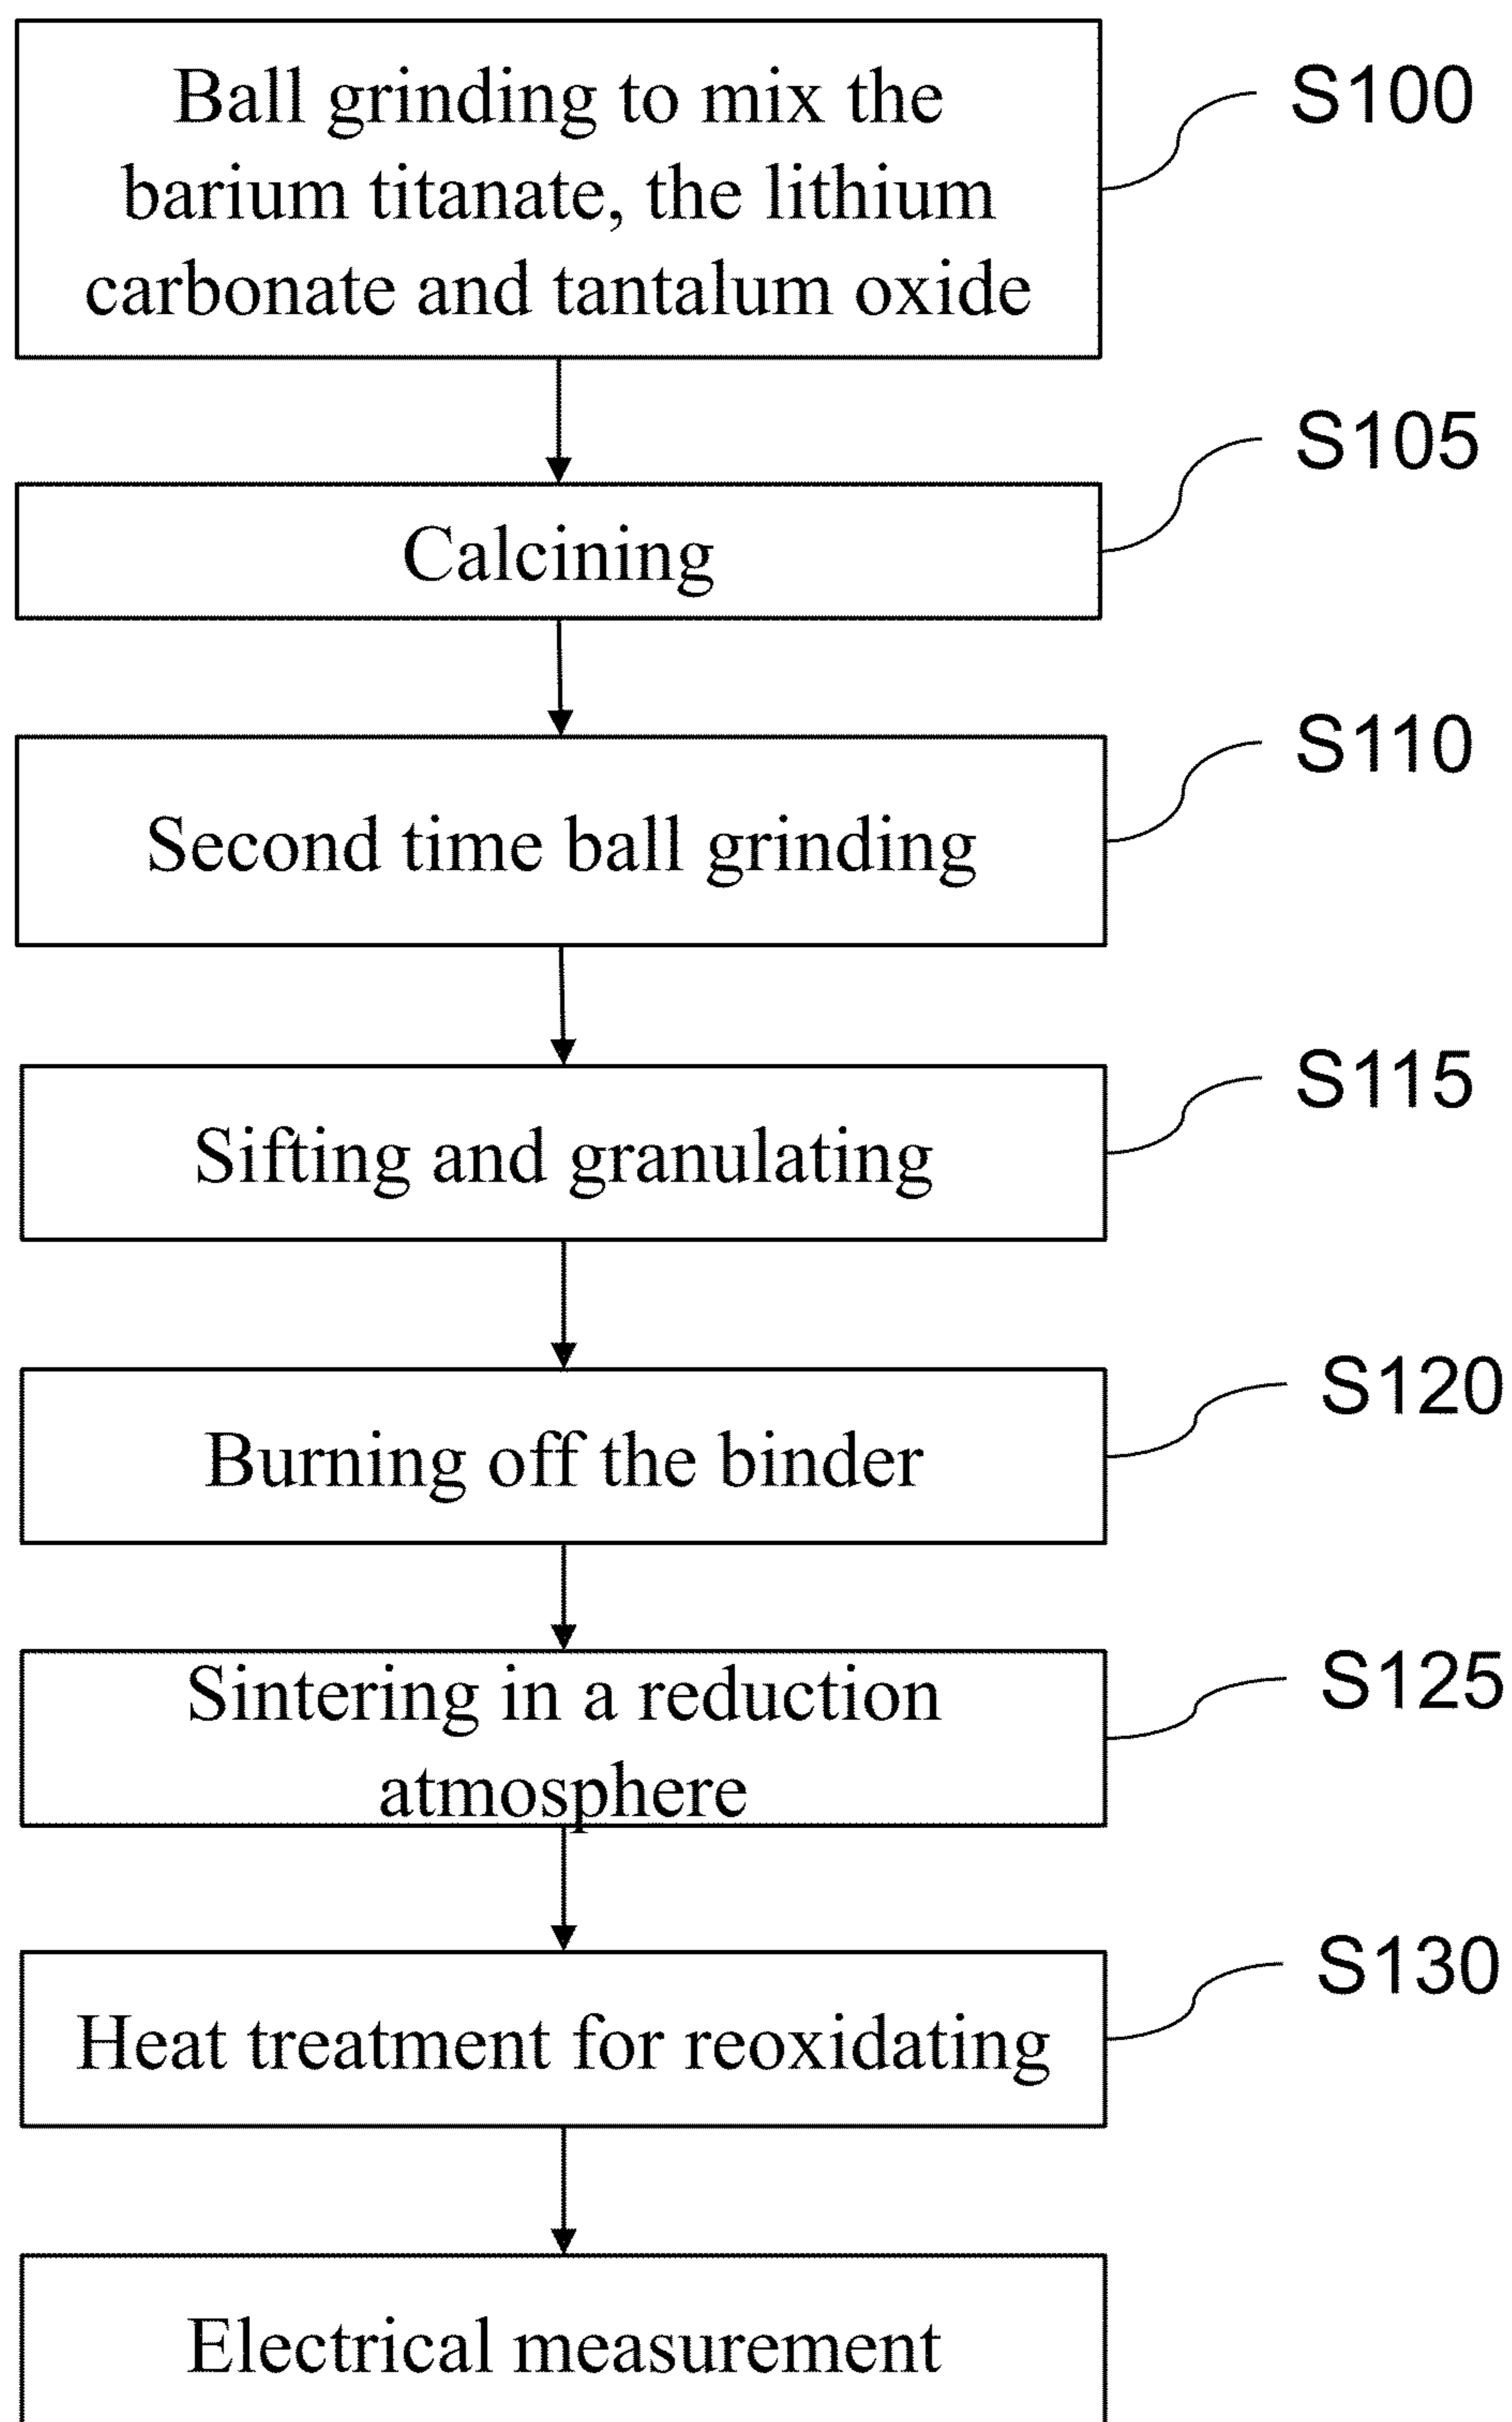 Ball grinding to mix the
S100
barium titanate, the lithium
carbonate and tantalum oxide
S105
Calcining
S110
Second time ball grinding
S115
Sifting and granulating
S120
Burning off the binder
S125
Sintering in a reduction
atmosphere
S130
Heat treatment for reoxidating
Electrical measurement